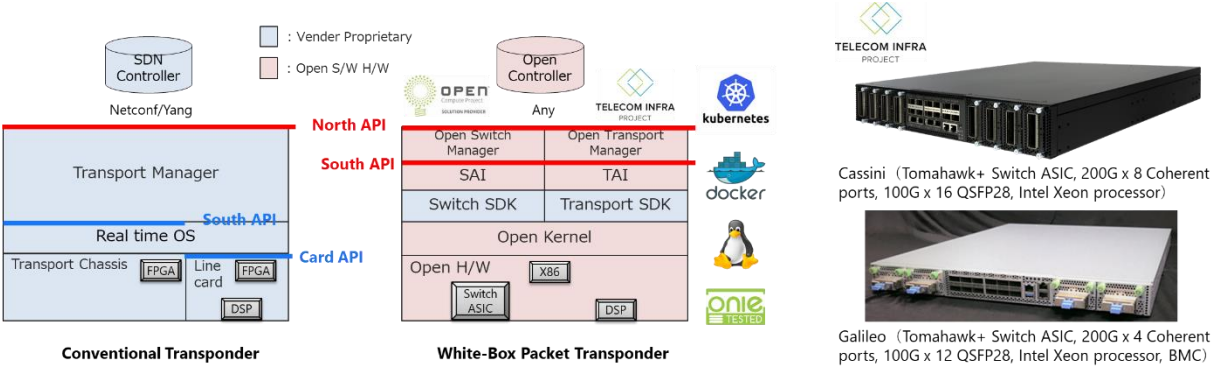 SDN
Controller
Netconf/Yang
: Vender Proprietary
: Open S/W H/W
North API
Transport Manager
South API
South API
Real time OS
Card API
Transport Chassis
FPGA
Line
card
FPGA
DSP
Conventional Transponder
OPEN
Compute Project
SOLUTION PROVIDER
Open
Controller
Any
TELECOM INFRA
PROJECT
kubernetes
Open Switch
Manager
Open Transport
Manager
SAI
TAI
docker
Switch SDK
Transport SDK
Open Kernel
Open H/W
X86
Switch
ASIC
DSP
onie
TESTED
White-Box Packet Transponder
TELECOM INFRA
PROJECT
Cassini（Tomahawk+ Switch ASIC, 200G x 8 Coherent
ports, 100G x 16 QSFP28, Intel Xeon processor）
Galileo（Tomahawk+ Switch ASIC, 200G x 4 Coherent
ports, 100G x 12 QSFP28, Intel Xeon processor, BMC）